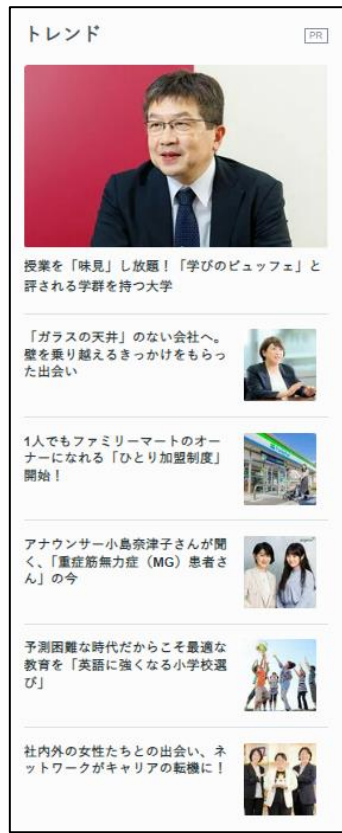 トレンド
PR
授業を「味見」し放題！「学びのビュッフェ」と
評される学群を持つ大学
「ガラスの天井」のない会社へ。
壁を乗り越えるきっかけをもらっ
た出会い
1人でもファミリーマートのオー
ナーになれる「ひとり加盟制度」
開始！
アナウンサー小島奈津子さんが聞
く、「重症筋無力症（MG）患者さ
ん」の今
予測困難な時代だからこそ最適な
教育を「英語に強くなる小学校選
び」
社内外の女性たちとの出会い、ネ
ットワークがキャリアの転機に！